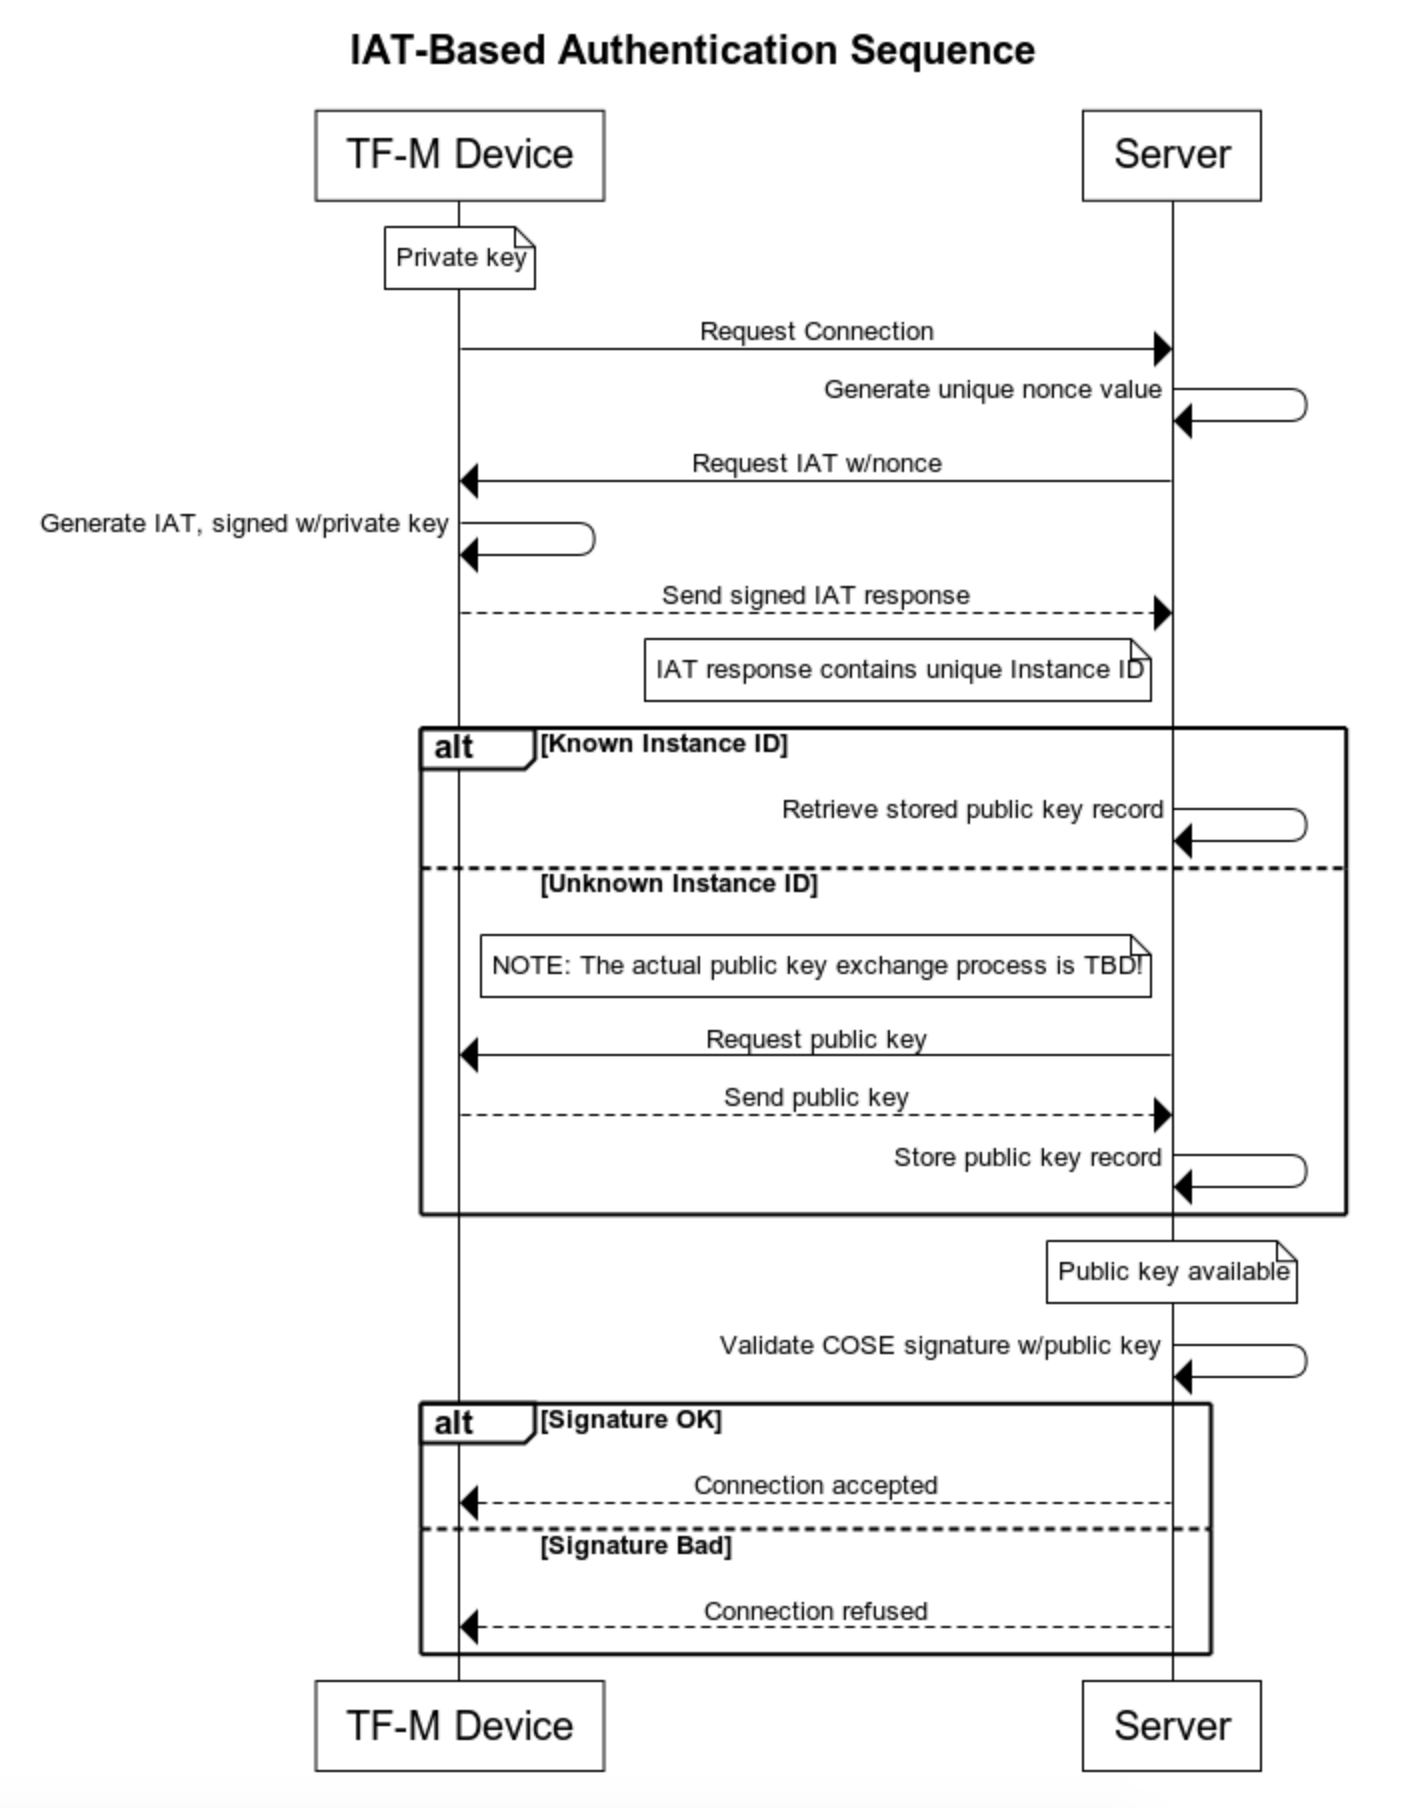 IAT-Based Authentication Sequence
TF-M Device
Server
Private key
Request Connection
Generate unique nonce value
Request IAT w/nonce
Generate IAT, signed w/private key
Send signed IAT response
IAT response contains unique Instance ID
alt
[Known Instance ID]
Retrieve stored public key record
[Unknown Instance ID]
NOTE: The actual public key exchange process is TBD!
Request public key
Send public key
Store public key record
Public key available
Validate COSE signature w/public key
alt
[Signature OK]
Connection accepted
[Signature Bad]
Connection refused
TF-M Device
Server